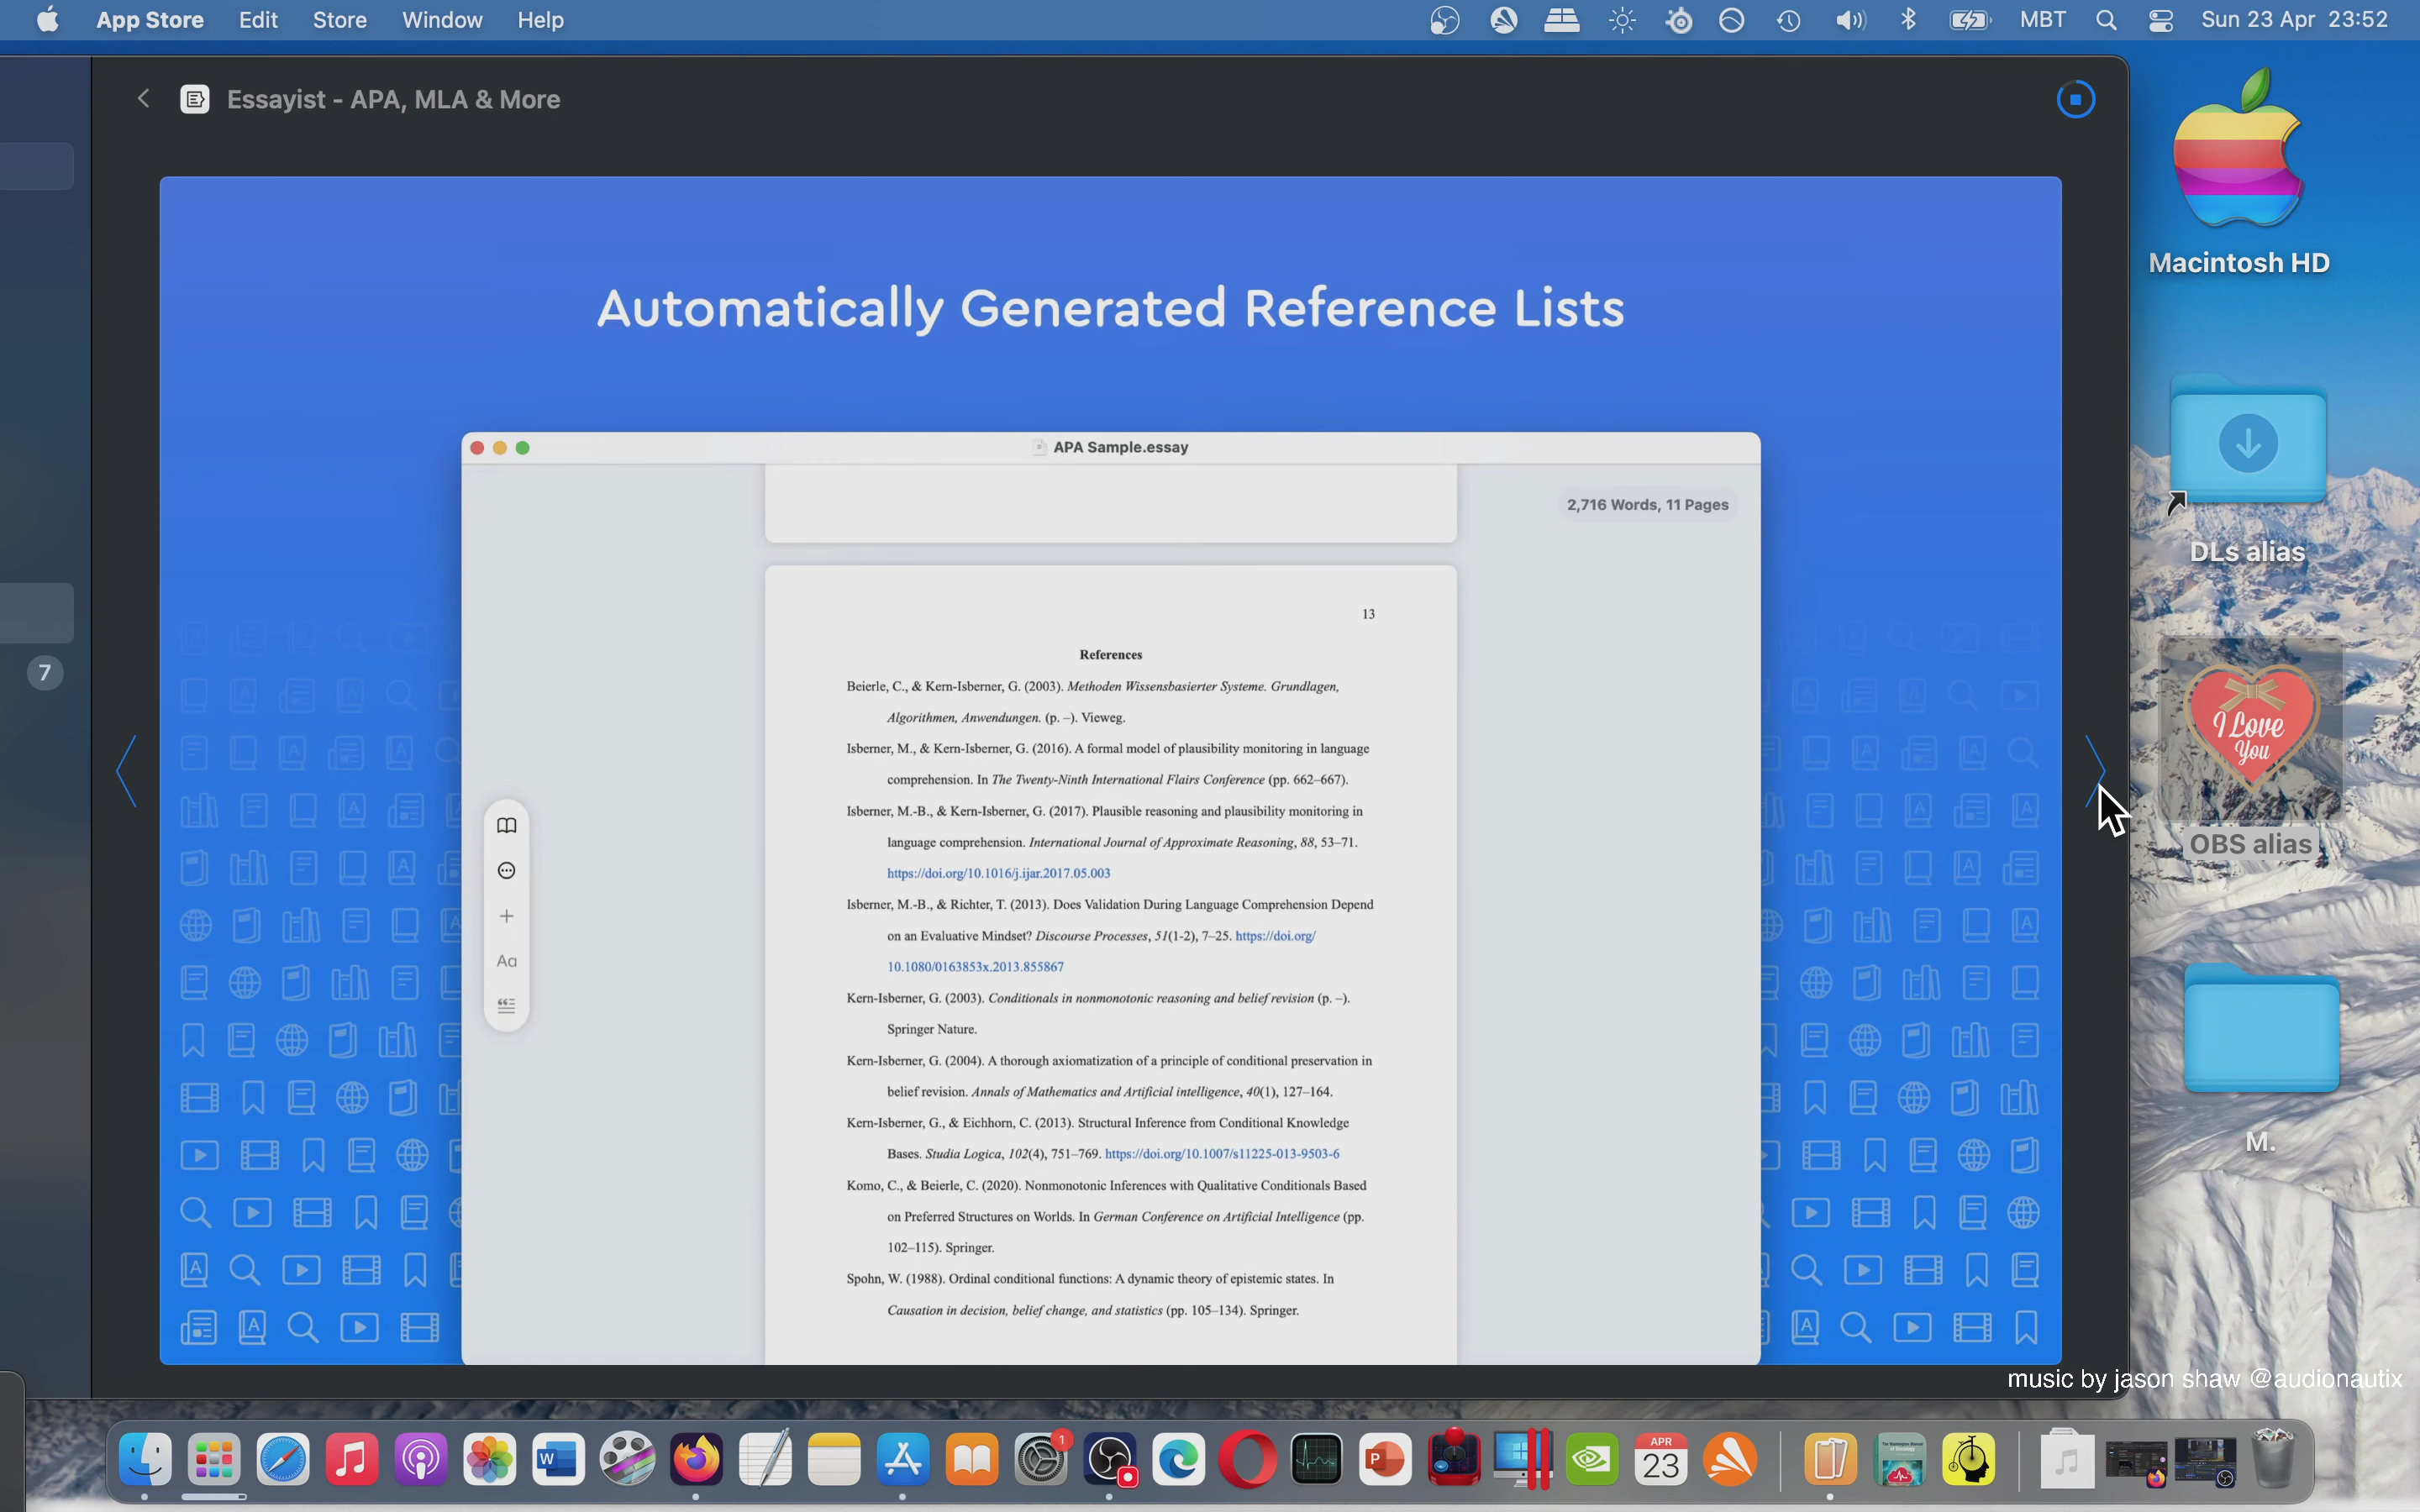 App Store Edit Store Window Help MBT Sun 23 Apr 23:52
Essayist - APA, MLA & More
Macintosh HD
Automatically Generated Reference Lists
APA Sample.essay
2,716 Words, 11 Pages
DLs alias
13
References
7
Beierle, C., & Kern-Isberner, G. (2003). Methoden Wissensbasierter Systeme. Grundlagen,
Algorithmen, Anwendungen. (p. –). Vieweg.
Isberner, M., & Kern-Isberner, G. (2016). A formal model of plausibility monitoring in language
comprehension. In The Twenty-Ninth International Flairs Conference (pp. 662–667).
Isberner, M.-B., & Kern-Isberner, G. (2017). Plausible reasoning and plausibility monitoring in
language comprehension. International Journal of Approximate Reasoning, 88, 53–71.
https://doi.org/10.1016/j.ijar.2017.05.003
Isberner, M.-B., & Richter, T. (2013). Does Validation During Language Comprehension Depend
on an Evaluative Mindset? Discourse Processes, 51(1-2), 7–25. https://doi.org/
10.1080/0163853x.2013.855867
Kern-Isberner, G. (2003). Conditionals in nonmonotonic reasoning and belief revision (p. –).
Springer Nature.
Kern-Isberner, G. (2004). A thorough axiomatization of a principle of conditional preservation in
belief revision. Annals of Mathematics and Artificial intelligence, 40(1), 127–164.
Kern-Isberner, G., & Eichhorn, C. (2013). Structural Inference from Conditional Knowledge
Bases. Studia Logica, 102(4), 751–769. https://doi.org/10.1007/s11225-013-9503-6
Komo, C., & Beierle, C. (2020). Nonmonotonic Inferences with Qualitative Conditionals Based
on Preferred Structures on Worlds. In German Conference on Artificial Intelligence (pp.
102–115). Springer.
Spohn, W. (1988). Ordinal conditional functions: A dynamic theory of epistemic states. In
Causation in decision, belief change, and statistics (pp. 105–134). Springer.
Aa
I Love
You
OBS alias
M.
music by jason shaw @audionautix
W
1
P
APR
23